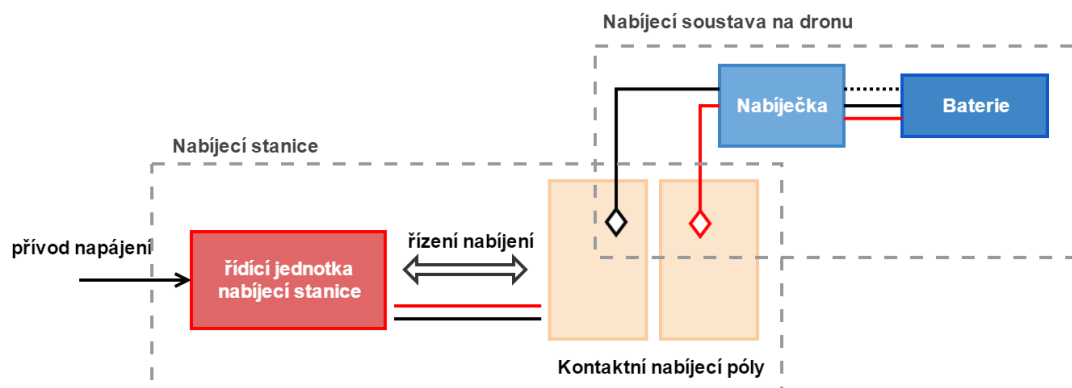 Nabíjecí soustava na dronu
Nabíječka
Baterie
Nabíjecí stanice
přívod napájení
řídící jednotka
nabíjecí stanice
řízení nabíjení
Kontaktní nabíjecí póly